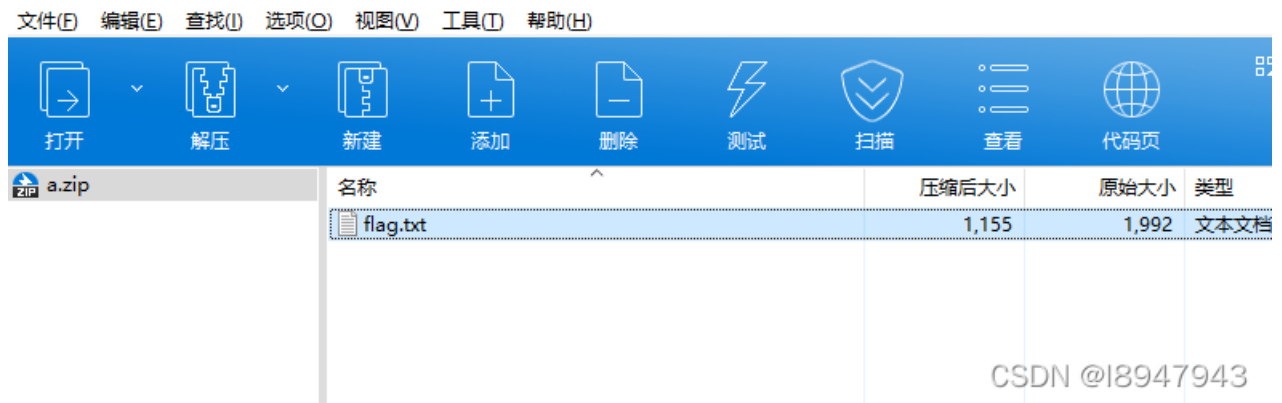 文件(F) 编辑(E) 查找(I) 选项(O) 视图(V) 工具(T) 帮助(H)
打开 解压 新建 添加 删除 测试 扫描 查看 代码页
a.zip 名称 压缩后大小 原始大小 类型
flag.txt 1,155 1,992 文本文档
CSDN @l8947943